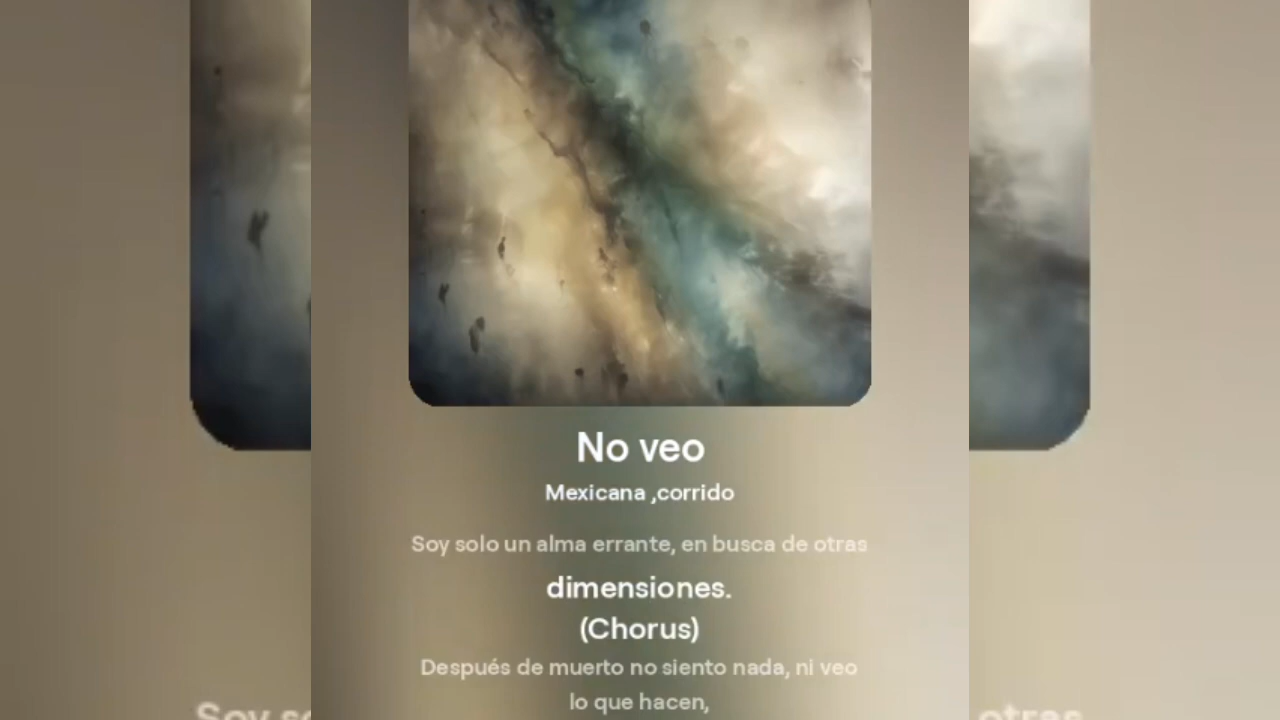 No veo
Mexicana ,corrido
Soy solo un alma errante, en busca de otras
dimensiones.
(Chorus)
Después de muerto no siento nada, ni veo
lo que hacen,